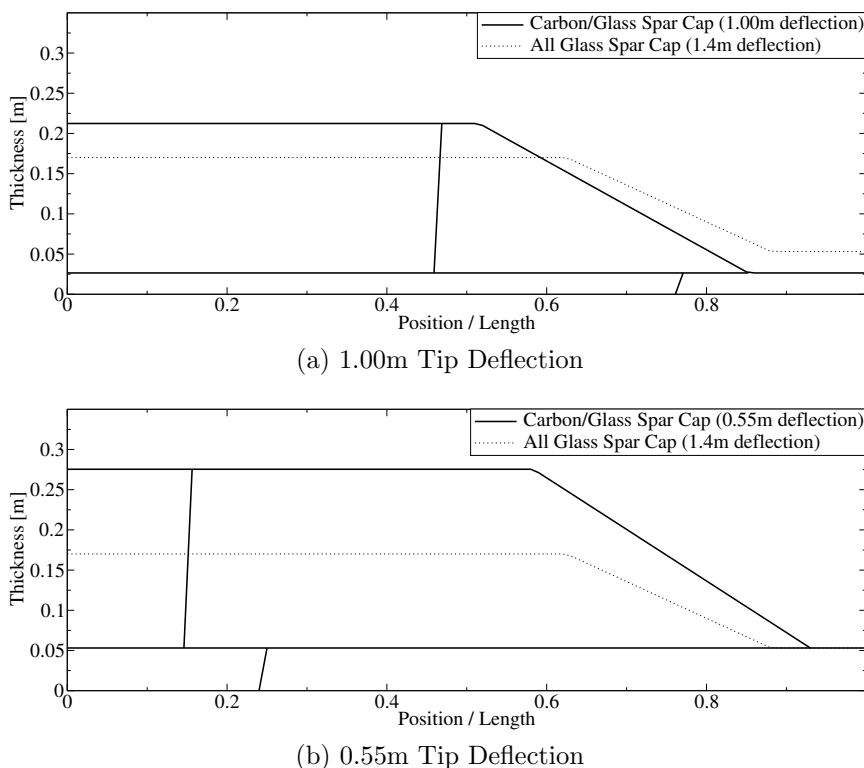 Carbon/Glass Spar Cap (1.00m deflection)
All Glass Spar Cap (1.4m deflection)
0.3
0.25
0.2
0.15
0.1
0.05
0
Thickness [m]
0 0.2 0.4 0.6 0.8
Position / Length
(a) 1.00m Tip Deflection
Carbon/Glass Spar Cap (0.55m deflection)
All Glass Spar Cap (1.4m deflection)
0.3
0.25
0.2
0.15
0.1
0.05
0
Thickness [m]
0 0.2 0.4 0.6 0.8
Position / Length
(b) 0.55m Tip Deflection